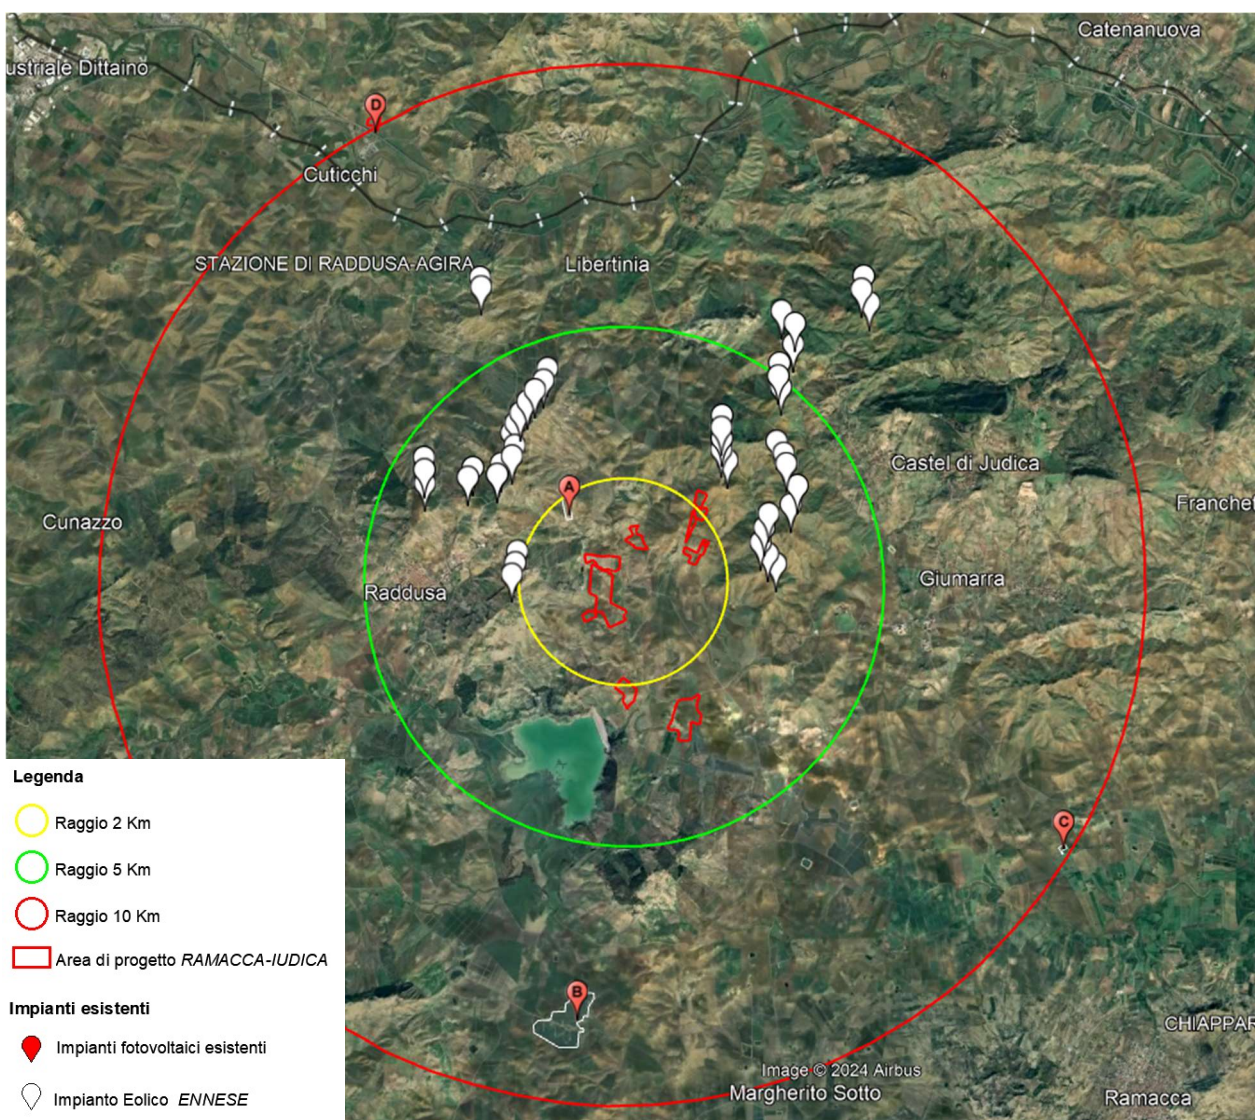 Catenanuova
ustriale Dittaino
D
Cuticchi
STAZIONE DI RADDUSA-AGIRA
Libertinia
Castel di Judica
A
Cunazzo
Franche
Raddusa
Giumarra
C
B
CHIAPPAR
Image © 2024 Airbus
Margherito Sotto
Ramacca
Legenda
Raggio 2 Km
Raggio 5 Km
Raggio 10 Km
Area di progetto RAMACCA-IUDICA
Impianti esistenti
Impianti fotovoltaici esistenti
Impianto Eolico ENNESE